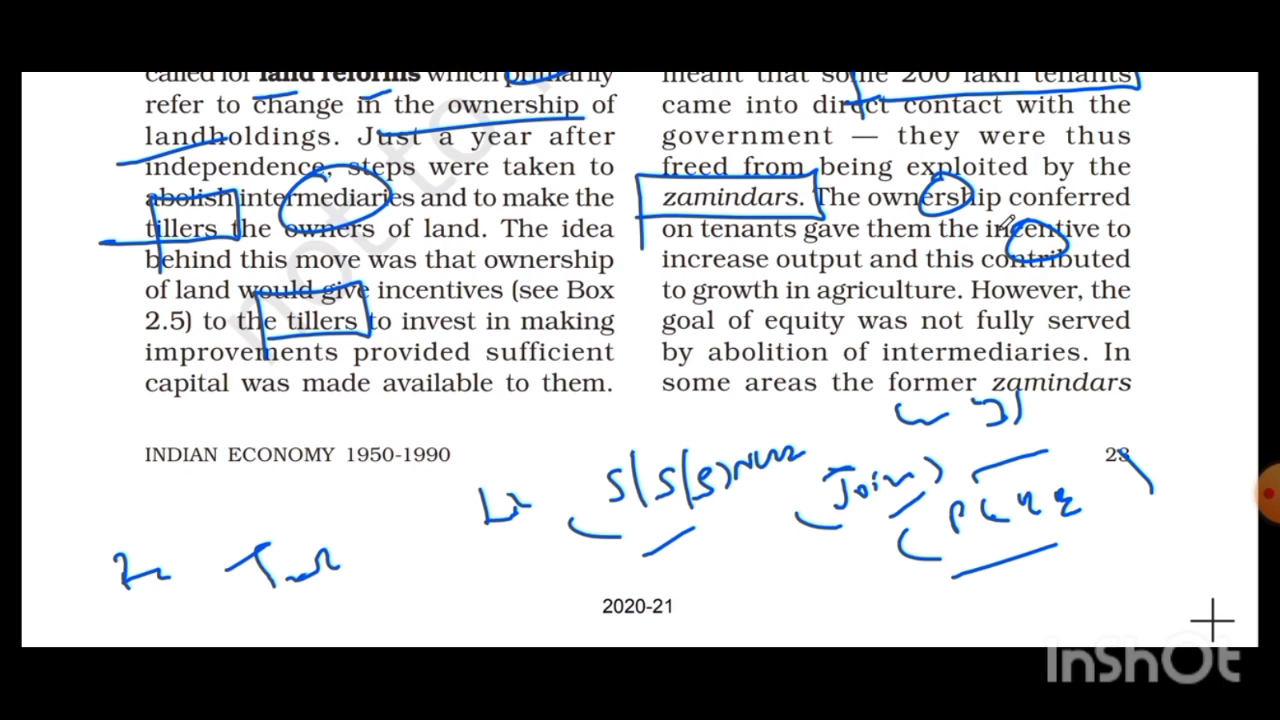 called for land reforms which primarily
refer to change in the ownership of
landholdings. Just a year after
independence, steps were taken to
abolish intermediaries and to make the
tillers the owners of land. The idea
behind this move was that ownership
of land would give incentives (see Box
2.5) to the tillers to invest in making
improvements provided sufficient
capital was made available to them.
meant that some 200 lakh tenants
came into direct contact with the
government — they were thus
freed from being exploited by the
zamindars. The ownership conferred
on tenants gave them the incentive to
increase output and this contributed
to growth in agriculture. However, the
goal of equity was not fully served
by abolition of intermediaries. In
some areas the former zamindars
INDIAN ECONOMY 1950-1990
23
Join
2020-21
not to
InShOt